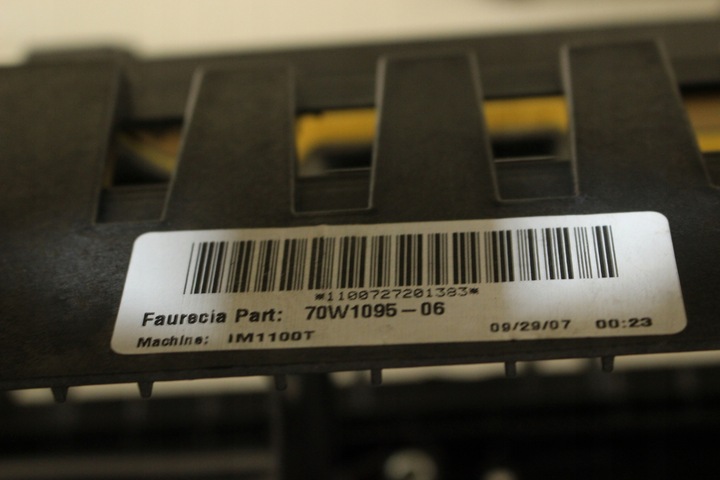 *1100727201383*
Faurecia Part: 70W1095-06
Machine: IM1100T 09/29/07 00:23